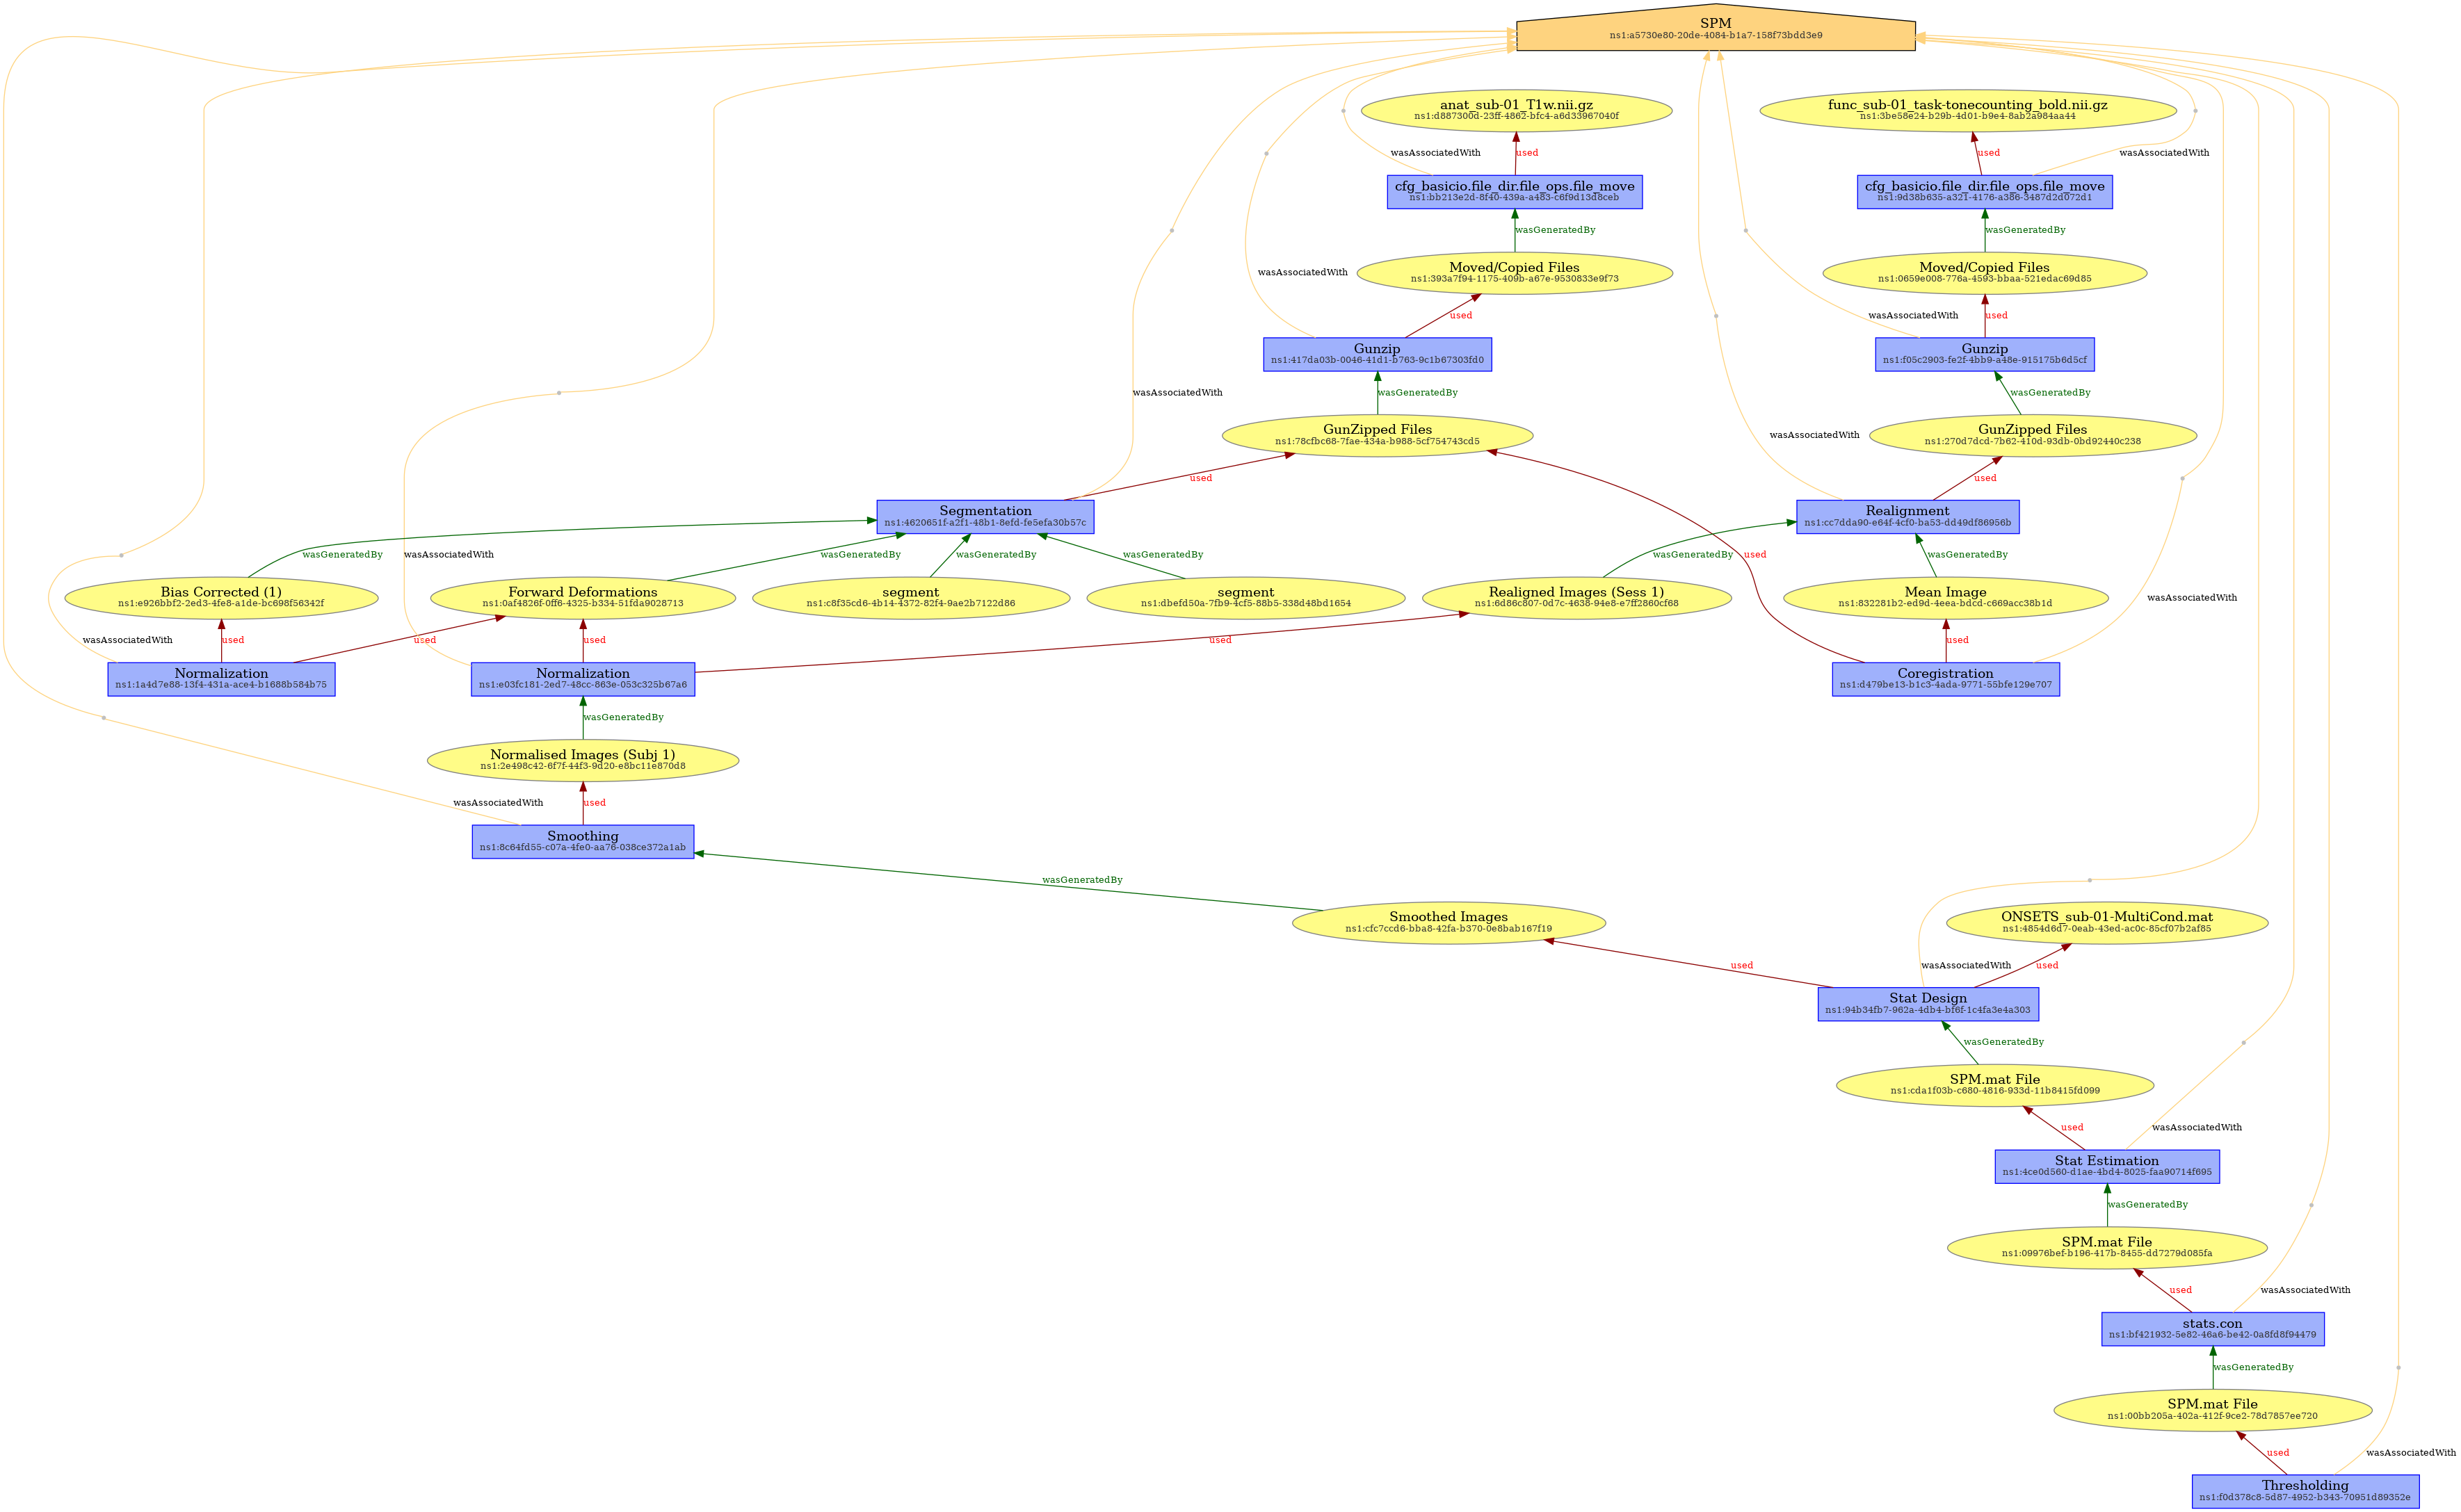 SPM
ns1:a5730e80-20de-4084-b1a7-158f73bdd3e9
anat_sub-01_T1w.nii.gz
ns1:d887300d-23ff-4862-bfc4-a6d33967040f
func_sub-01_task-tonecounting_bold.nii.gz
ns1:3be58e24-b29b-4d01-b9e4-8ab2a984aa44
wasAssociatedWith
used
used
wasAssociatedWith
cfg_basicio.file_dir.file_ops.file_move
ns1:bb213e2d-8f40-439a-a483-c6f9d13d8ceb
cfg_basicio.file_dir.file_ops.file_move
ns1:9d38b635-a321-4176-a386-3487d2d072d1
wasGeneratedBy
wasGeneratedBy
wasAssociatedWith
Moved/Copied Files
ns1:393a7f94-1175-409b-a67e-9530833e9f73
Moved/Copied Files
ns1:0659e008-776a-4593-bbaa-521edac69d85
used
wasAssociatedWith
used
Gunzip
ns1:417da03b-0046-41d1-b763-9c1b67303fd0
Gunzip
ns1:f05c2903-fe2f-4bb9-a48e-915175b6d5cf
wasAssociatedWith
wasGeneratedBy
wasGeneratedBy
GunZipped Files
ns1:78cfbc68-7fae-434a-b988-5cf754743cd5
wasAssociatedWith
GunZipped Files
ns1:270d7dcd-7b62-410d-93db-0bd92440c238
used
used
Segmentation
ns1:4620651f-a2f1-48b1-8efd-fe5efa30b57c
Realignment
ns1:cc7dda90-e64f-4cf0-ba53-dd49df86956b
wasGeneratedBy
wasAssociatedWith
wasGeneratedBy
wasGeneratedBy
wasGeneratedBy
wasGeneratedBy
used
wasGeneratedBy
Bias Corrected (1)
ns1:e926bbf2-2ed3-4fe8-a1de-bc698f56342f
Forward Deformations
ns1:0af4826f-0ff6-4325-b334-51fda9028713
segment
ns1:c8f35cd6-4b14-4372-82f4-9ae2b7122d86
segment
ns1:dbefd50a-7fb9-4cf5-88b5-338d48bd1654
Realigned Images (Sess 1)
ns1:6d86c807-0d7c-4638-94e8-e7ff2860cf68
Mean Image
ns1:832281b2-ed9d-4eea-bdcd-c669acc38b1d
wasAssociatedWith
wasAssociatedWith
used
used
used
used
used
Normalization
ns1:1a4d7e88-13f4-431a-ace4-b1688b584b75
Normalization
ns1:e03fc181-2ed7-48cc-863e-053c325b67a6
Coregistration
ns1:d479be13-b1c3-4ada-9771-55bfe129e707
wasGeneratedBy
Normalised Images (Subj 1)
ns1:2e498c42-6f7f-44f3-9d20-e8bc11e870d8
wasAssociatedWith
used
Smoothing
ns1:8c64fd55-c07a-4fe0-aa76-038ce372a1ab
wasGeneratedBy
Smoothed Images
ns1:cfc7ccd6-bba8-42fa-b370-0e8bab167f19
ONSETS_sub-01-MultiCond.mat
ns1:4854d6d7-0eab-43ed-ac0c-85cf07b2af85
used
wasAssociatedWith
used
Stat Design
ns1:94b34fb7-962a-4db4-bf6f-1c4fa3e4a303
wasGeneratedBy
SPM.mat File
ns1:cda1f03b-c680-4816-933d-11b8415fd099
used
wasAssociatedWith
Stat Estimation
ns1:4ce0d560-d1ae-4bd4-8025-faa90714f695
wasGeneratedBy
SPM.mat File
ns1:09976bef-b196-417b-8455-dd7279d085fa
used
wasAssociatedWith
stats.con
ns1:bf421932-5e82-46a6-be42-0a8fd8f94479
wasGeneratedBy
SPM.mat File
ns1:00bb205a-402a-412f-9ce2-78d7857ee720
used
wasAssociatedWith
Thresholding
ns1:f0d378c8-5d87-4952-b343-70951d89352e